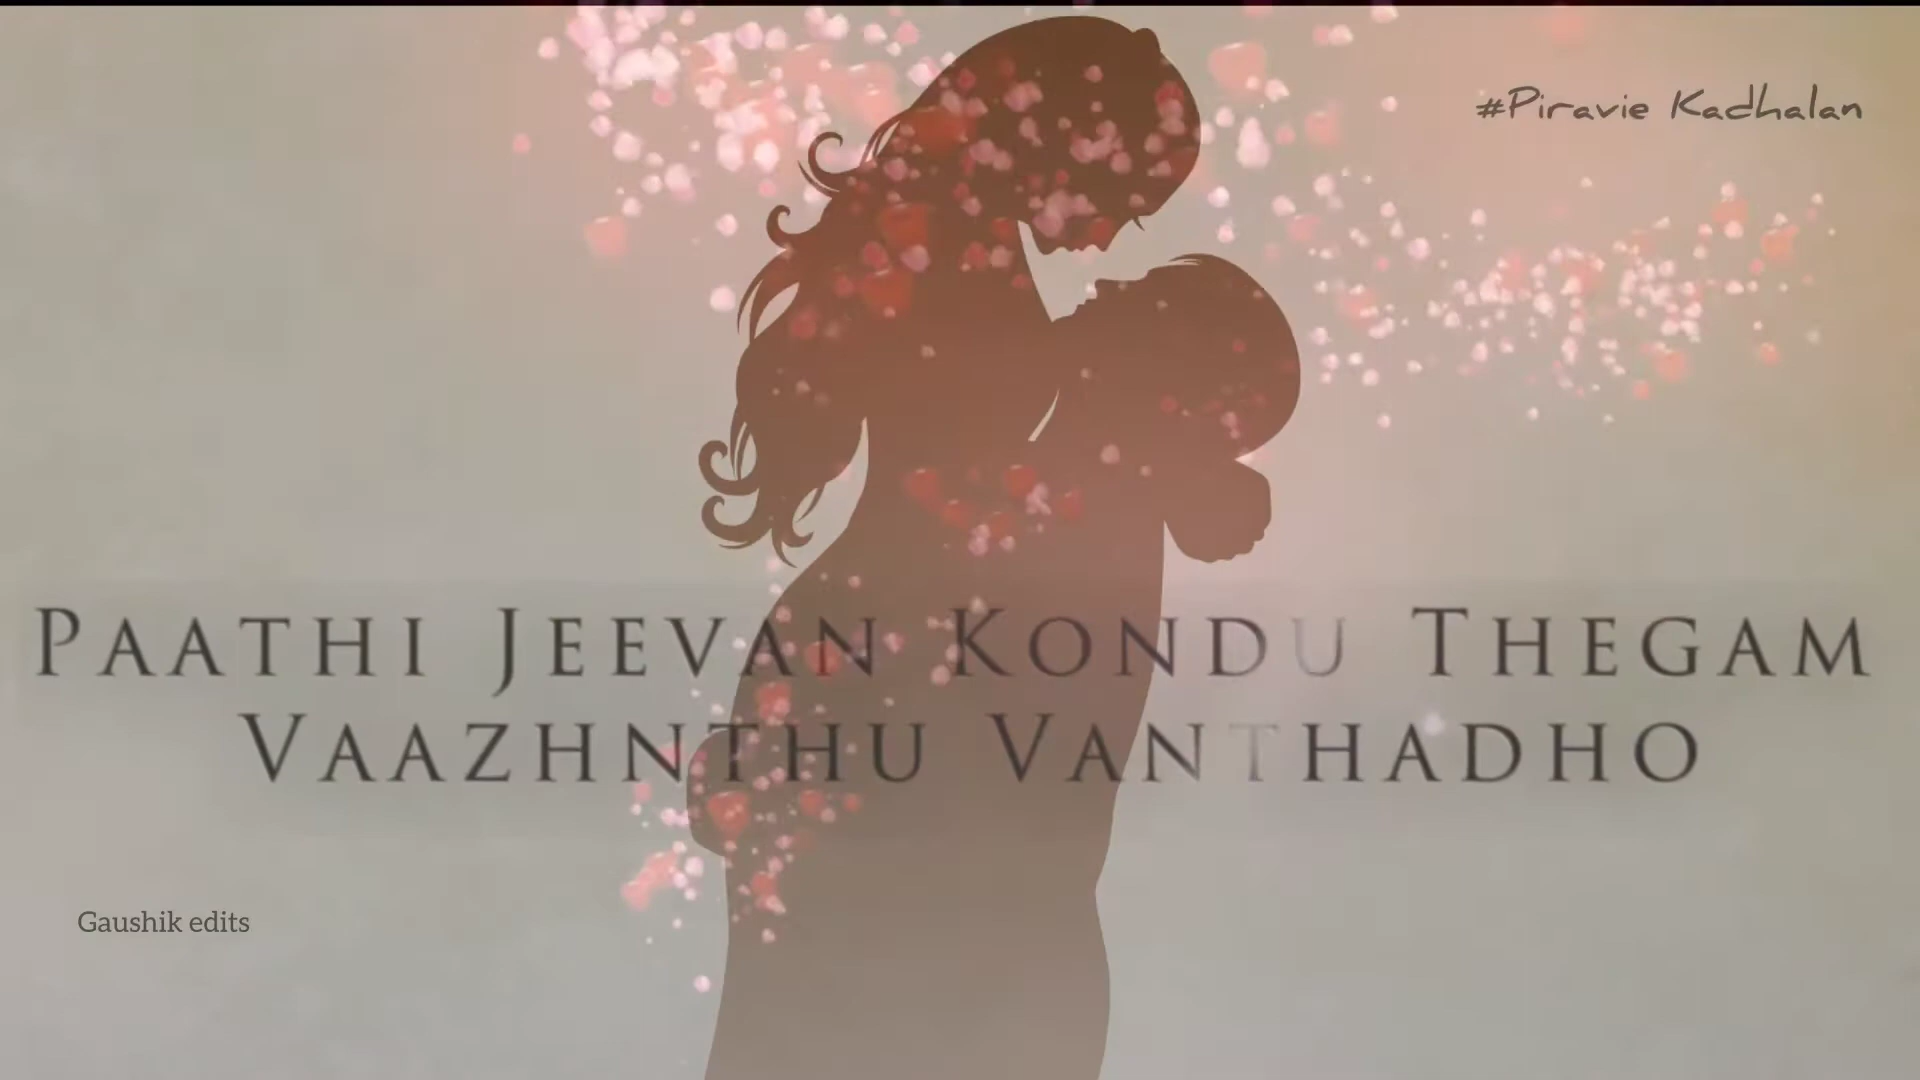 #Piravie Kadhalan
PAATHI JEEVAN KONDU THEGAM
VAAZHNTHU VANTHADHO
Gaushik edits